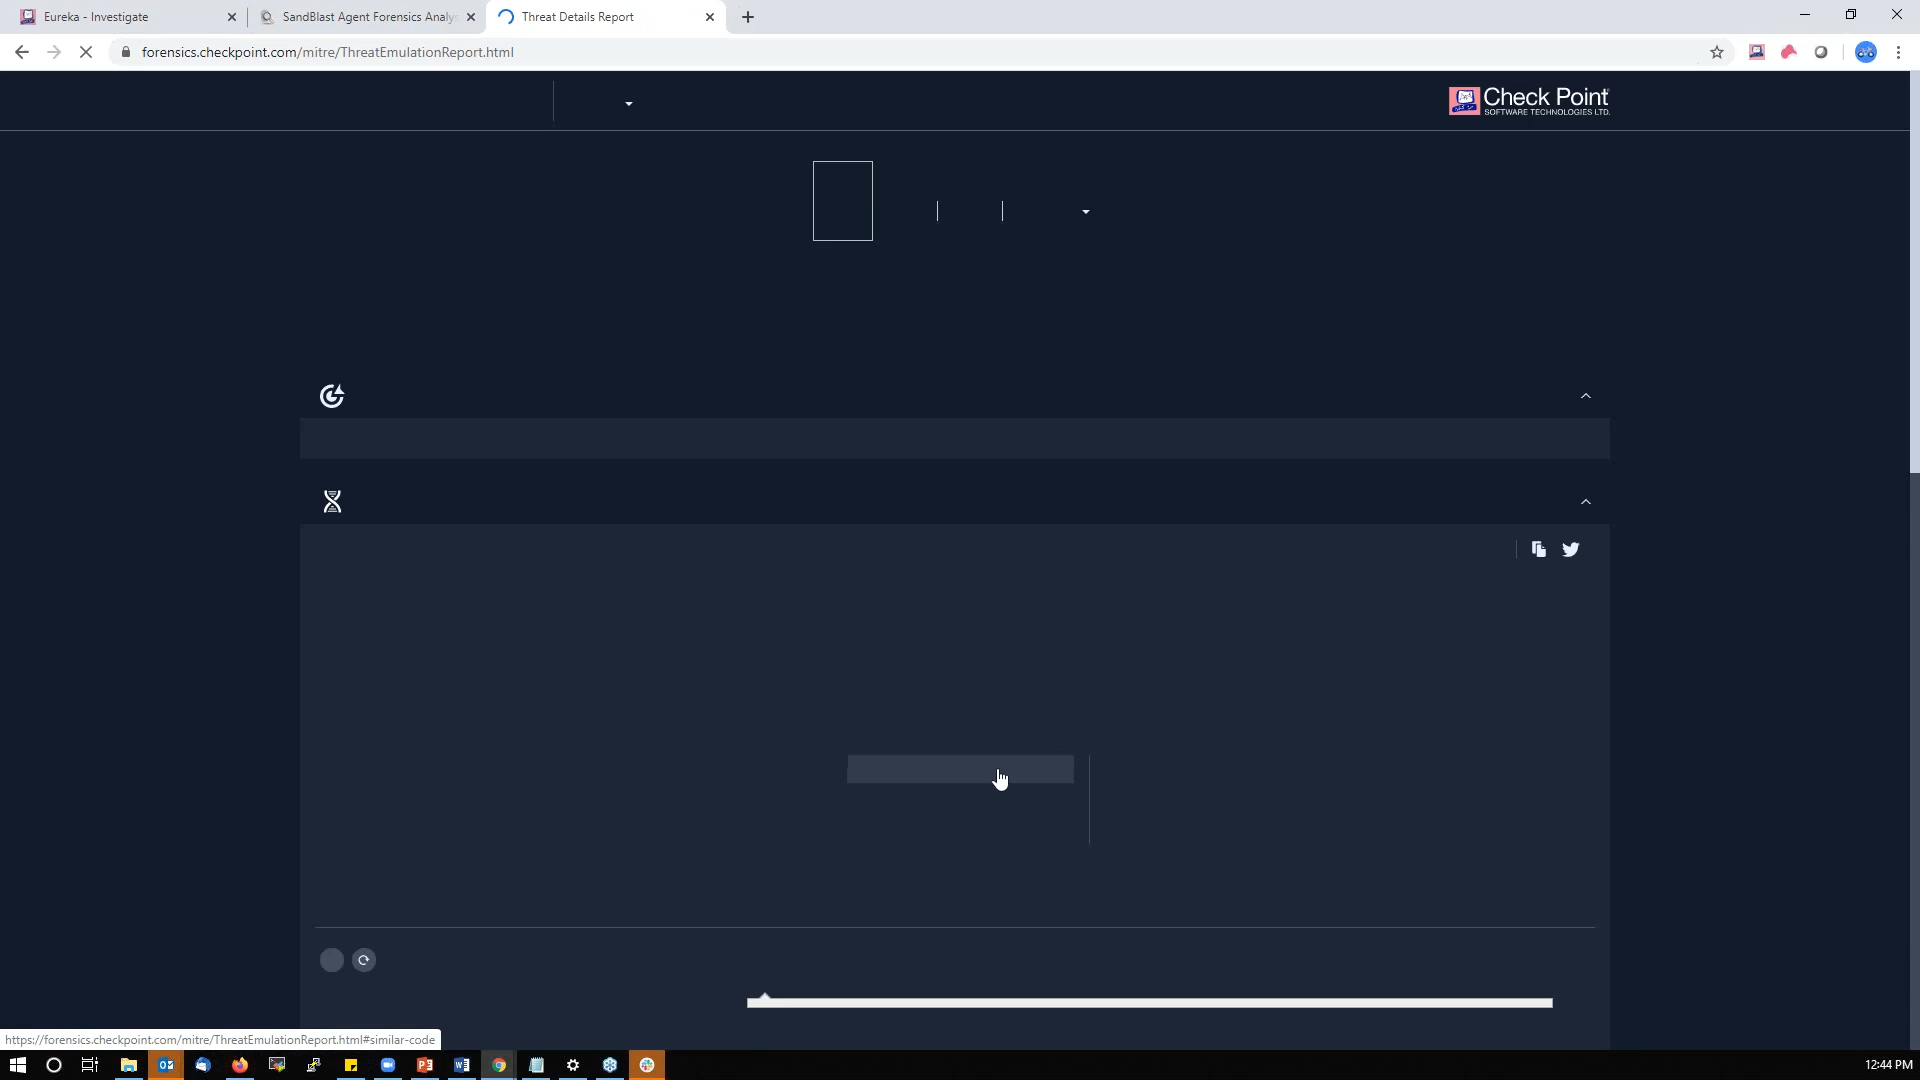 Eureka - Investigate
SandBlast Agent Forensics Analy
Threat Details Report
forensics.checkpoint.com/mitre/ThreatEmulationReport.html
Check Point
SOFTWARE TECHNOLOGIES LTD.
https://forensics.checkpoint.com/mitre/ThreatEmulationReport.html#similar-code
12:44 PM